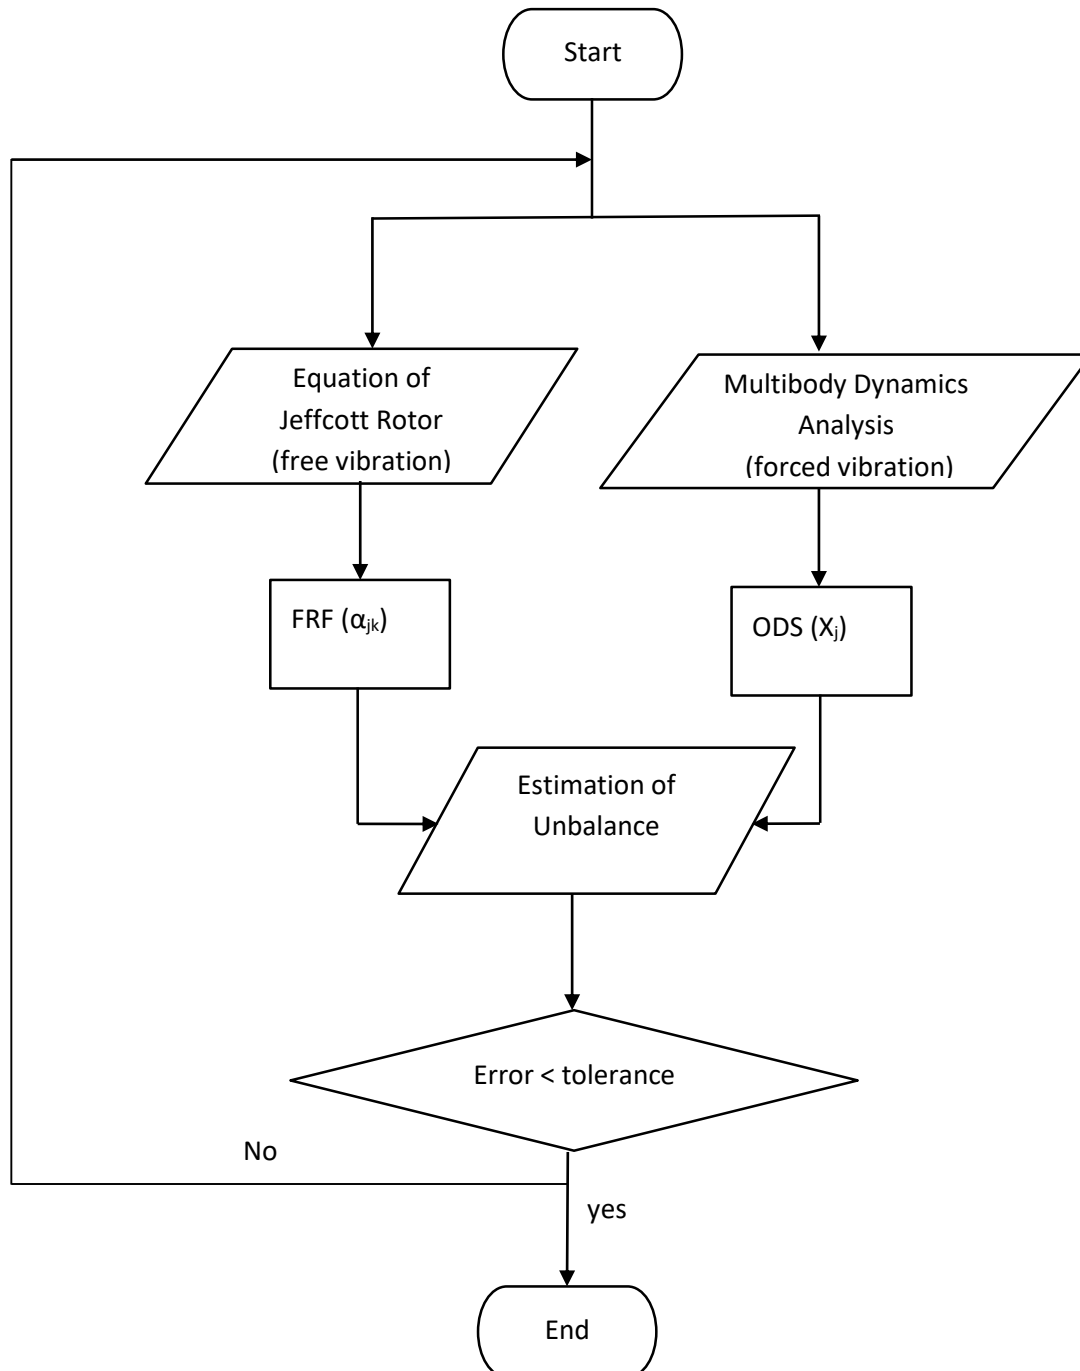 Start
Equation of
Jeffcott Rotor
(free vibration)
Multibody Dynamics
Analysis
(forced vibration)
FRF (αjk)
ODS (Xj)
Estimation of
Unbalance
Error < tolerance
No
yes
End